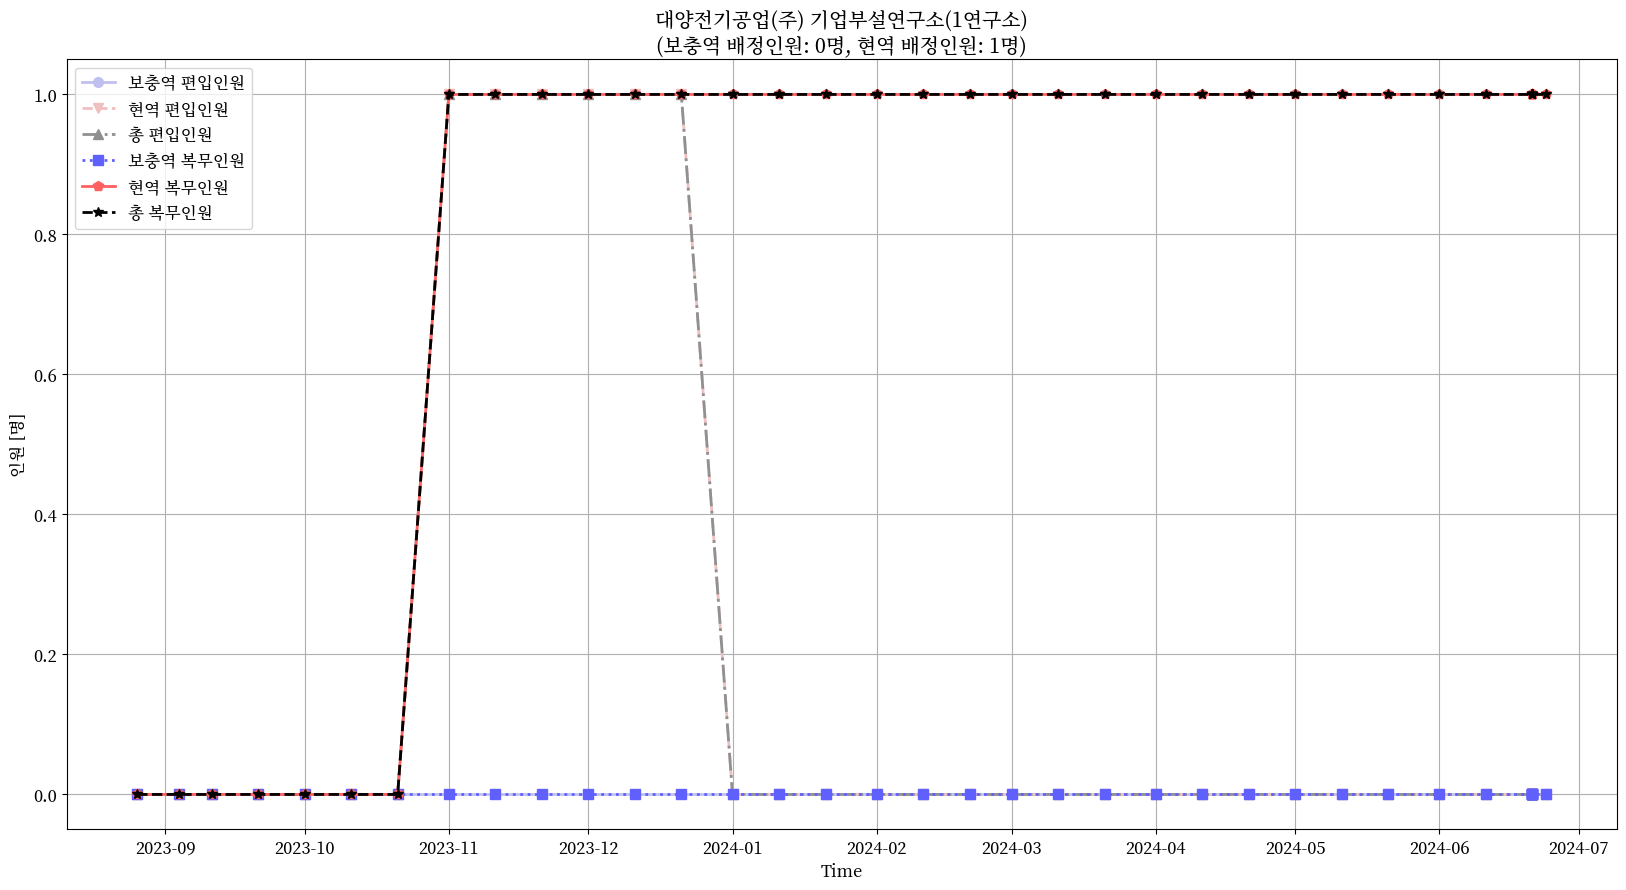 대양전기공업(주) 기업부설연구소(1연구소)
(보충역 배정인원: 0명, 현역 배정인원: 1명)
보충역 편입인원
현역 편입인원
총 편입인원
보충역 복무인원
현역 복무인원
총 복무인원
인원 [명]
1.0
0.8
0.6
0.4
0.2
0.0
2023-09 2023-10 2023-11 2023-12 2024-01 2024-02 2024-03 2024-04 2024-05 2024-06 2024-07
Time